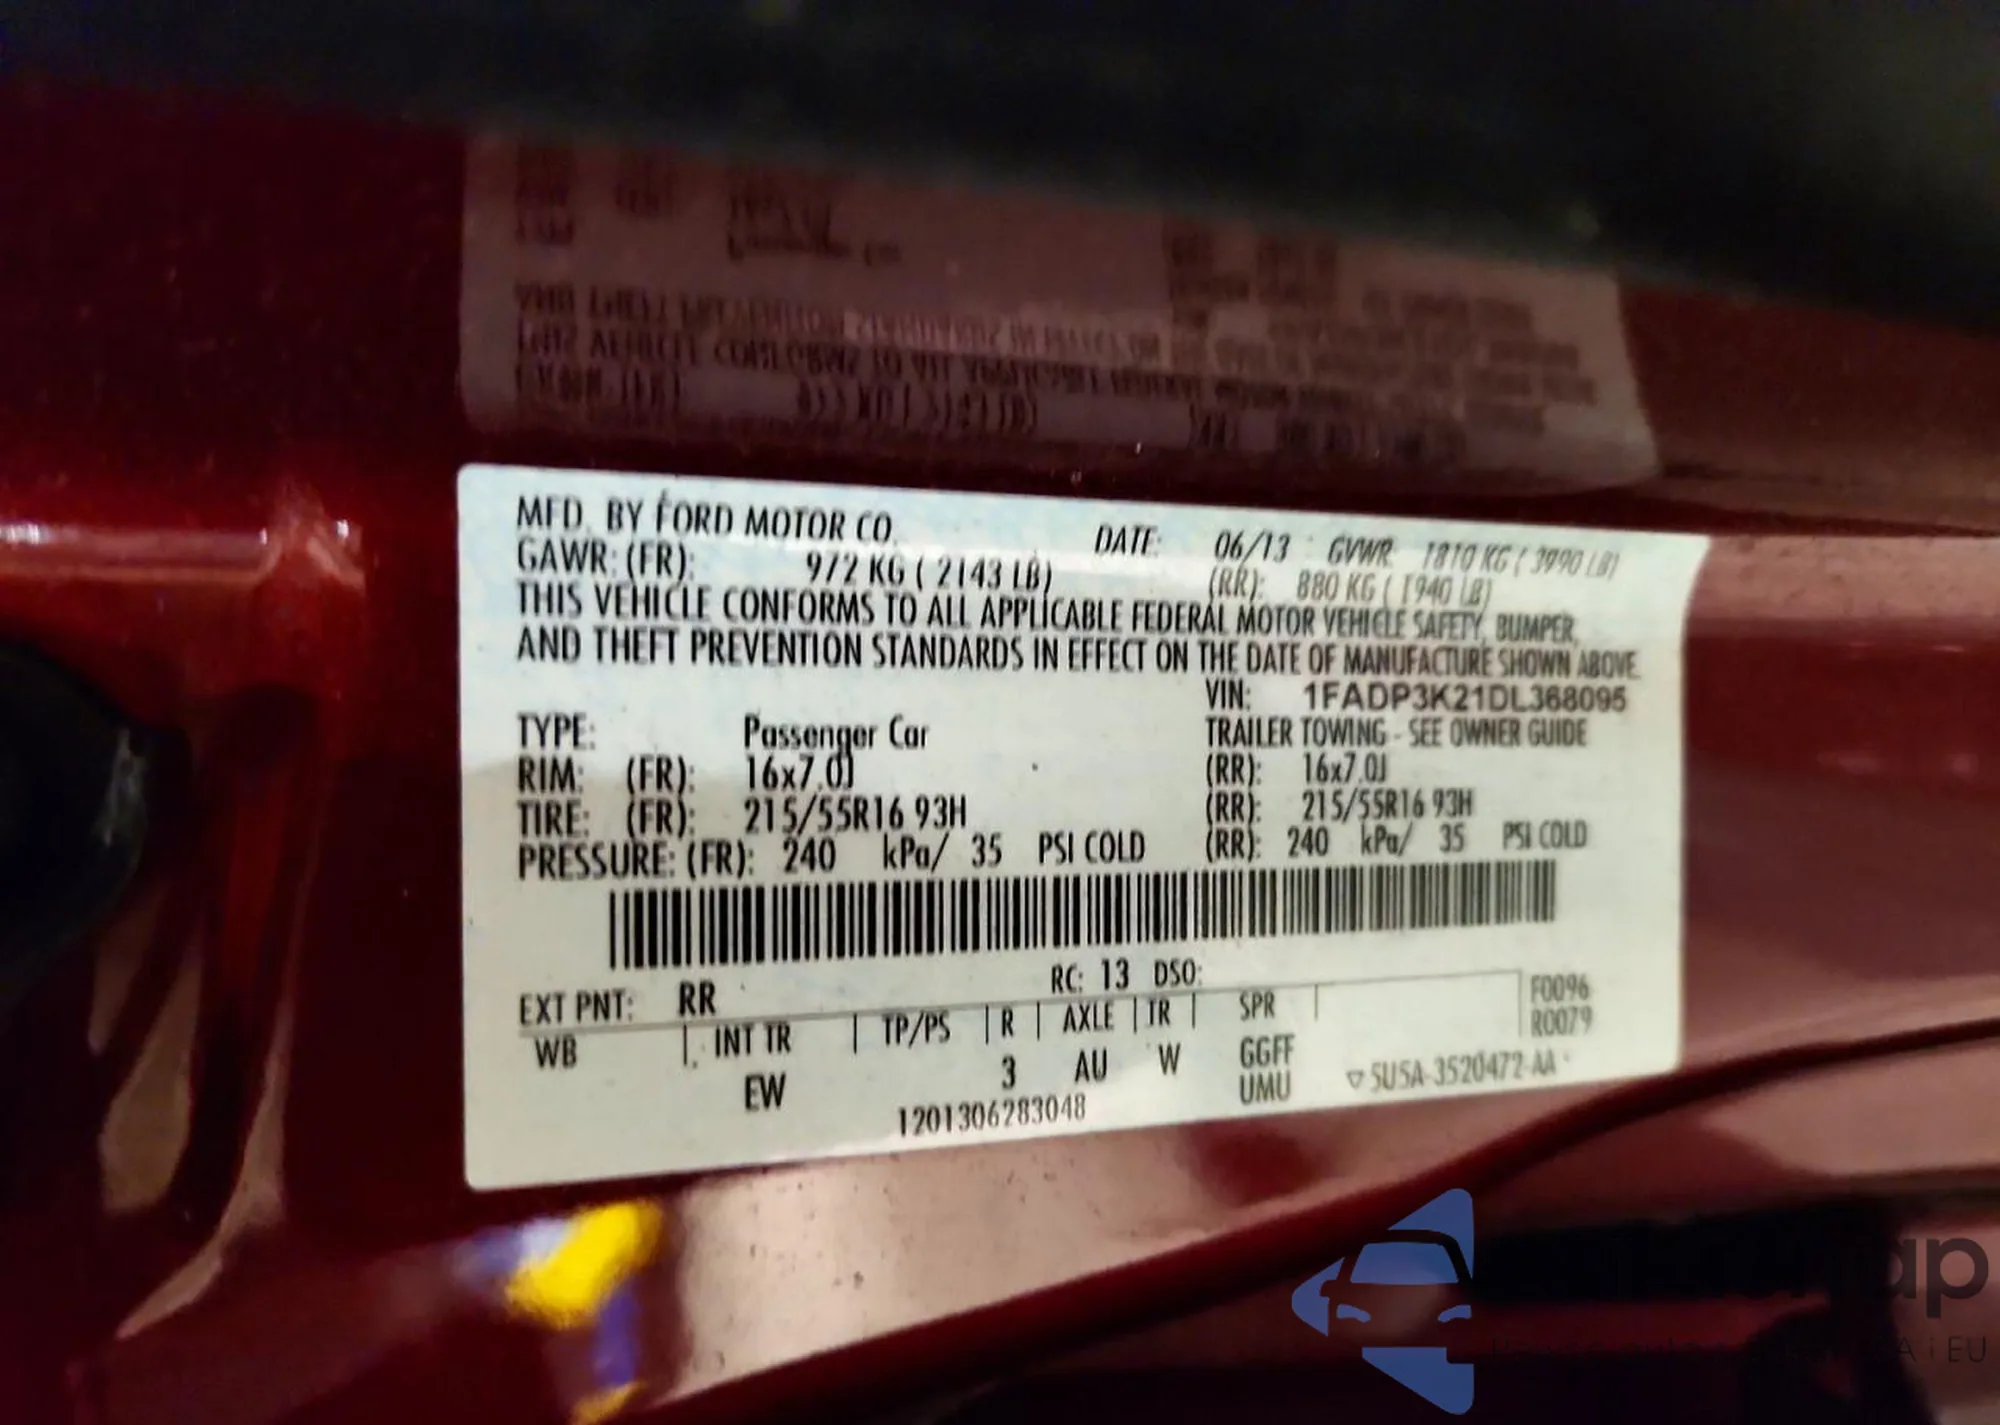 MFD. BY FORD MOTOR CO. DATE: 06/13 GVWR 1810 KG ( 3990 LB)
GAWR: (FR): 972 KG ( 2143 LB) (RR): 880 KG ( 1940 LB)
THIS VEHICLE CONFORMS TO ALL APPLICABLE FEDERAL MOTOR VEHICLE SAFETY, BUMPER,
AND THEFT PREVENTION STANDARDS IN EFFECT ON THE DATE OF MANUFACTURE SHOWN ABOVE.
VIN: 1FADP3K21DL368095
TYPE: Passenger Car TRAILER TOWING - SEE OWNER GUIDE
RIM: (FR): 16x7.0J (RR): 16x7.0J
TIRE: (FR): 215/55R16 93H (RR): 215/55R16 93H
PRESSURE: (FR): 240 kPa/ 35 PSI COLD (RR): 240 kPa/ 35 PSI COLD
EXT PNT: RR RC: 13 DSO: F0096
R0079
WB | INT TR | TP/PS | R | AXLE | TR | SPR |
EW 3 AU W GGFF
UMU ▽5U5A-3520472-AA
1201306283048